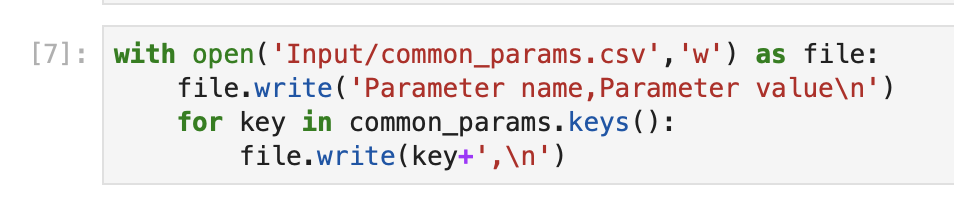 [7]: with open('Input/common_params.csv','w') as file:
    file.write('Parameter name,Parameter value\n')
    for key in common_params.keys():
        file.write(key+',\n')